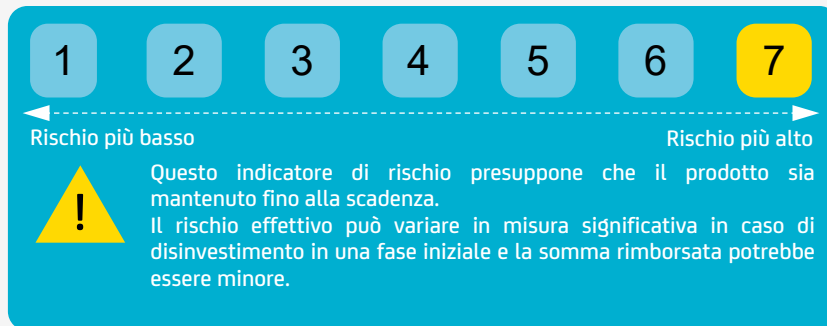 1 2 3 4 5 6 7
Rischio più basso Rischio più alto
Questo indicatore di rischio presuppone che il prodotto sia
mantenuto fino alla scadenza.
!
Il rischio effettivo può variare in misura significativa in caso di
disinvestimento in una fase iniziale e la somma rimborsata potrebbe
essere minore.